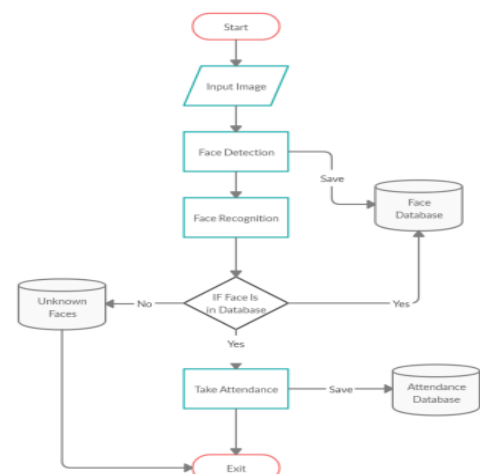 Start
Input Image
Face Detection
Save
Face
Database
Face Recognition
IF Face Is
in Database
Unknown
Faces
No
Yes
Yes
Take Attendance
Save
Attendance
Database
Exit